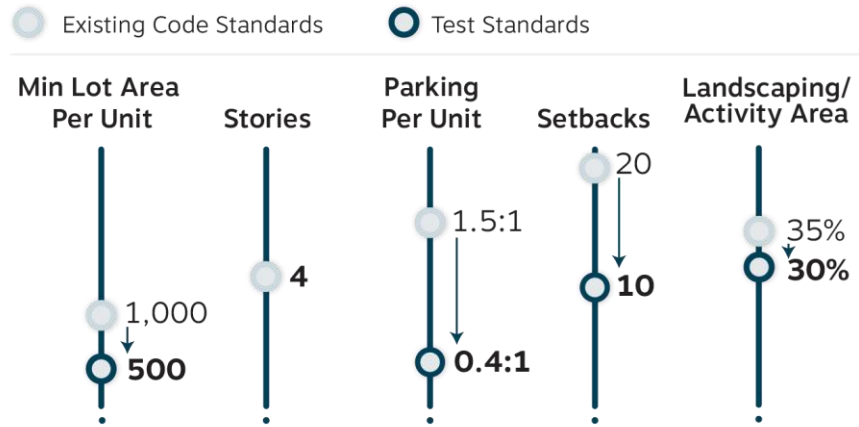 Existing Code Standards
Test Standards
Min Lot Area
Per Unit
Stories
Parking
Per Unit
Setbacks
Landscaping/
Activity Area
1,000
500
4
1.5:1
0.4:1
20
10
35%
30%